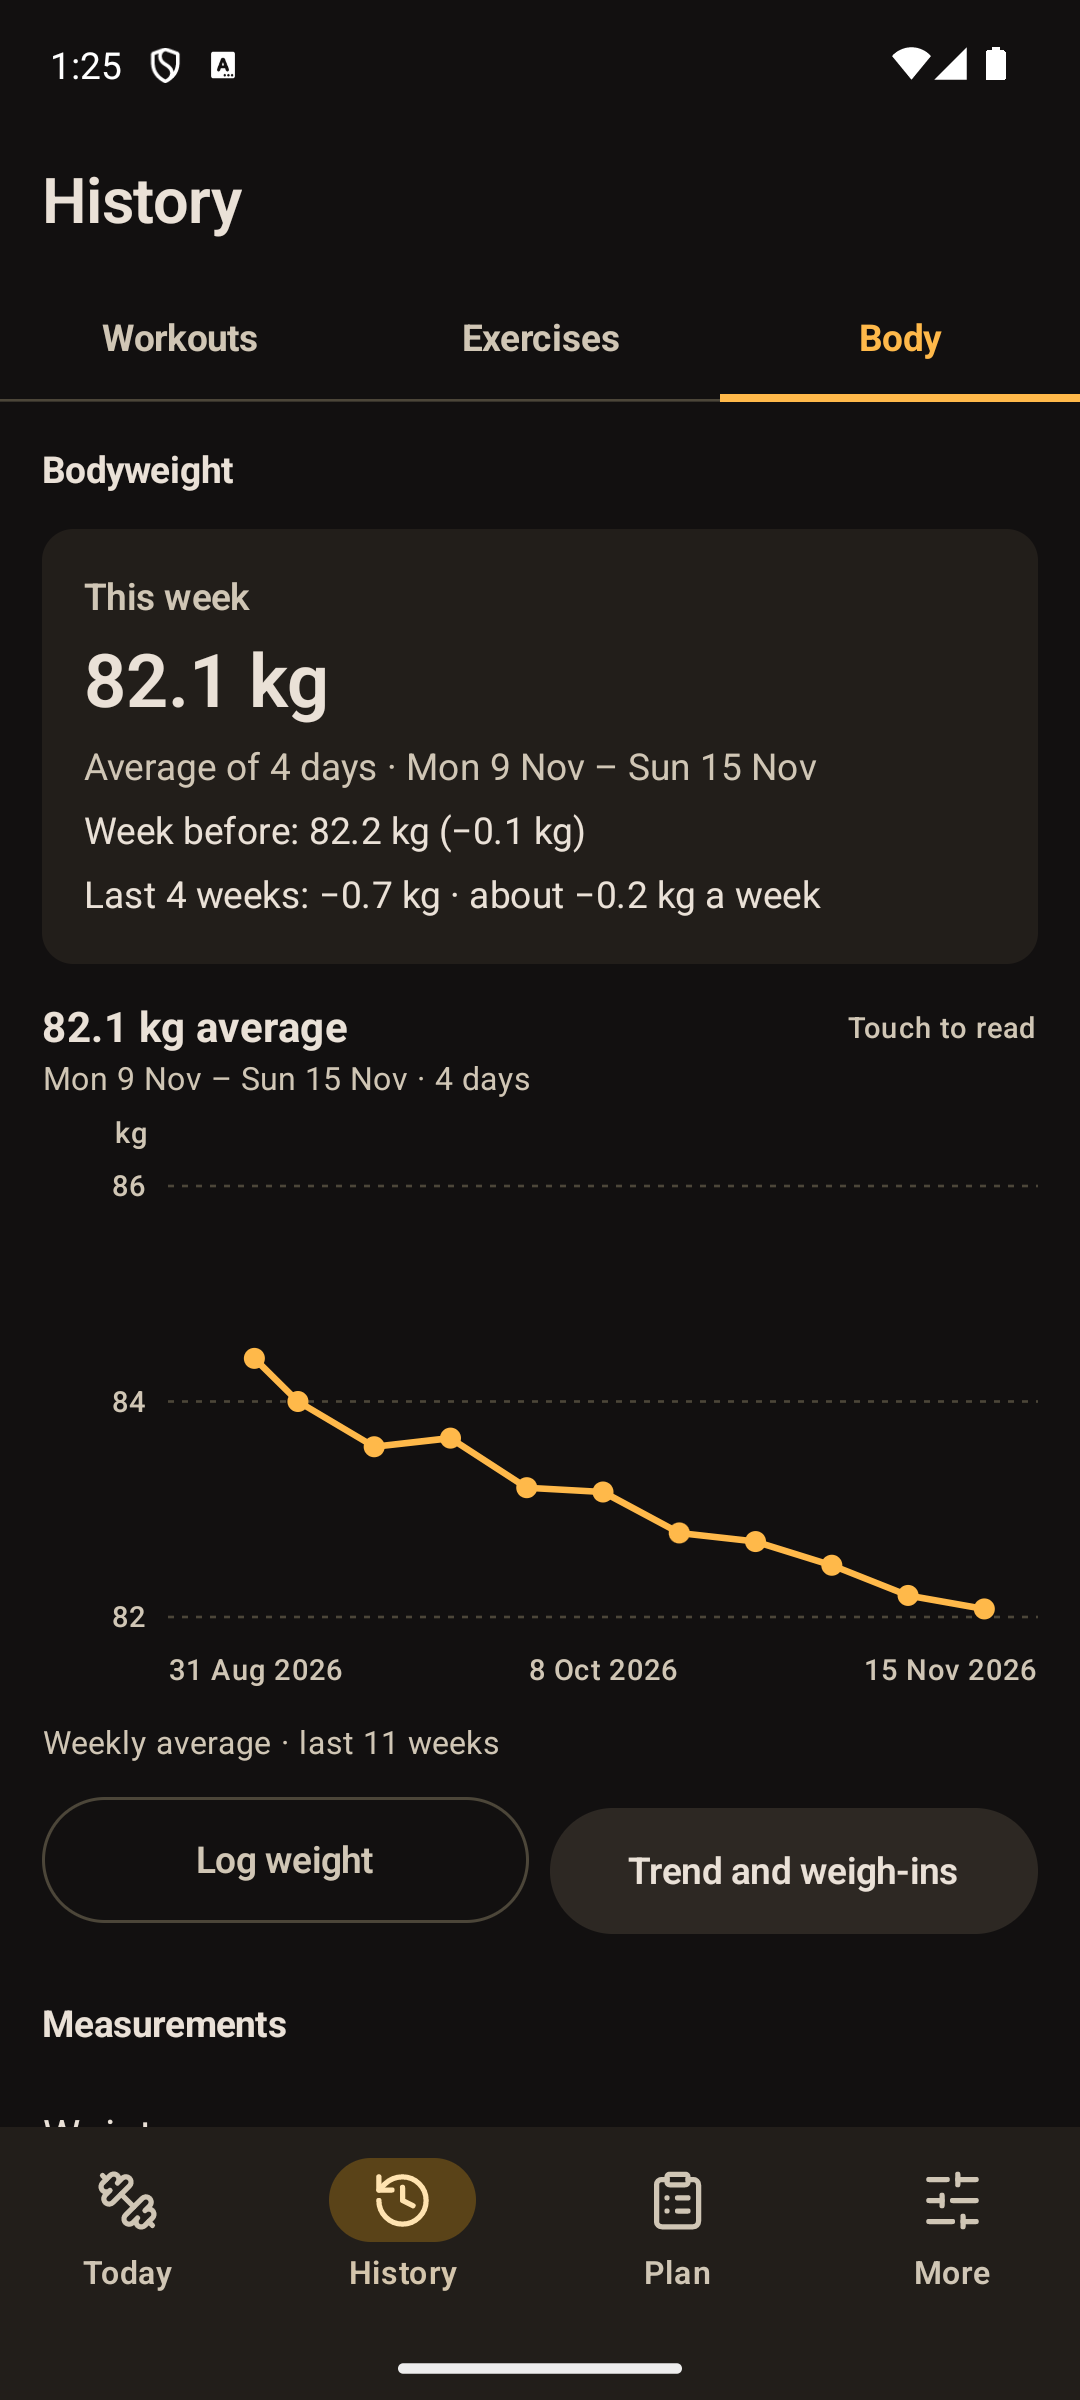 1:25
History
Workouts
Exercises
Body
Bodyweight
This week
82.1 kg
Average of 4 days · Mon 9 Nov – Sun 15 Nov
Week before: 82.2 kg (−0.1 kg)
Last 4 weeks: −0.7 kg · about −0.2 kg a week
82.1 kg average
Touch to read
Mon 9 Nov – Sun 15 Nov · 4 days
kg
86
84
82
31 Aug 2026
8 Oct 2026
15 Nov 2026
Weekly average · last 11 weeks
Log weight
Trend and weigh-ins
Measurements
Today
History
Plan
More